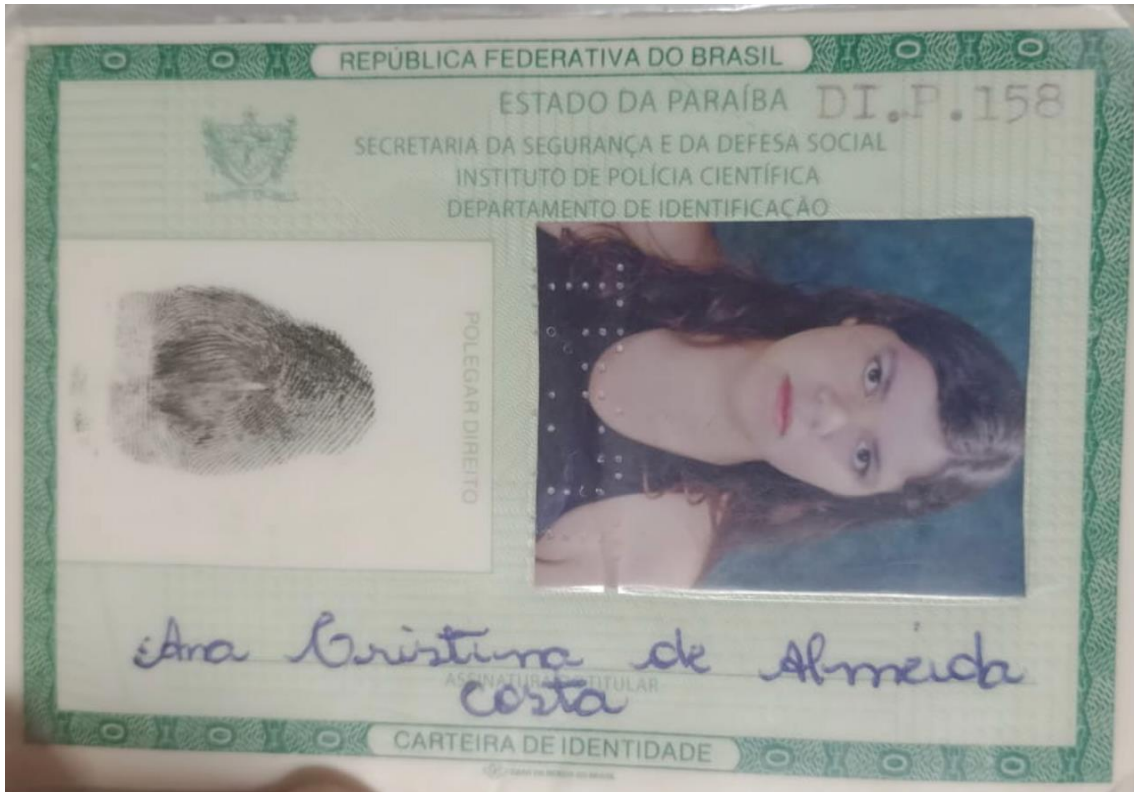 REPÚBLICA FEDERATIVA DO BRASIL
ESTADO DA PARAÍBA DI.P.158
SECRETARIA DA SEGURANÇA E DA DEFESA SOCIAL
INSTITUTO DE POLÍCIA CIENTÍFICA
DEPARTAMENTO DE IDENTIFICAÇÃO
POLEGAR DIREITO
Ana Cristina de Almeida
Costa
ASSINATURA DO TITULAR
CARTEIRA DE IDENTIDADE